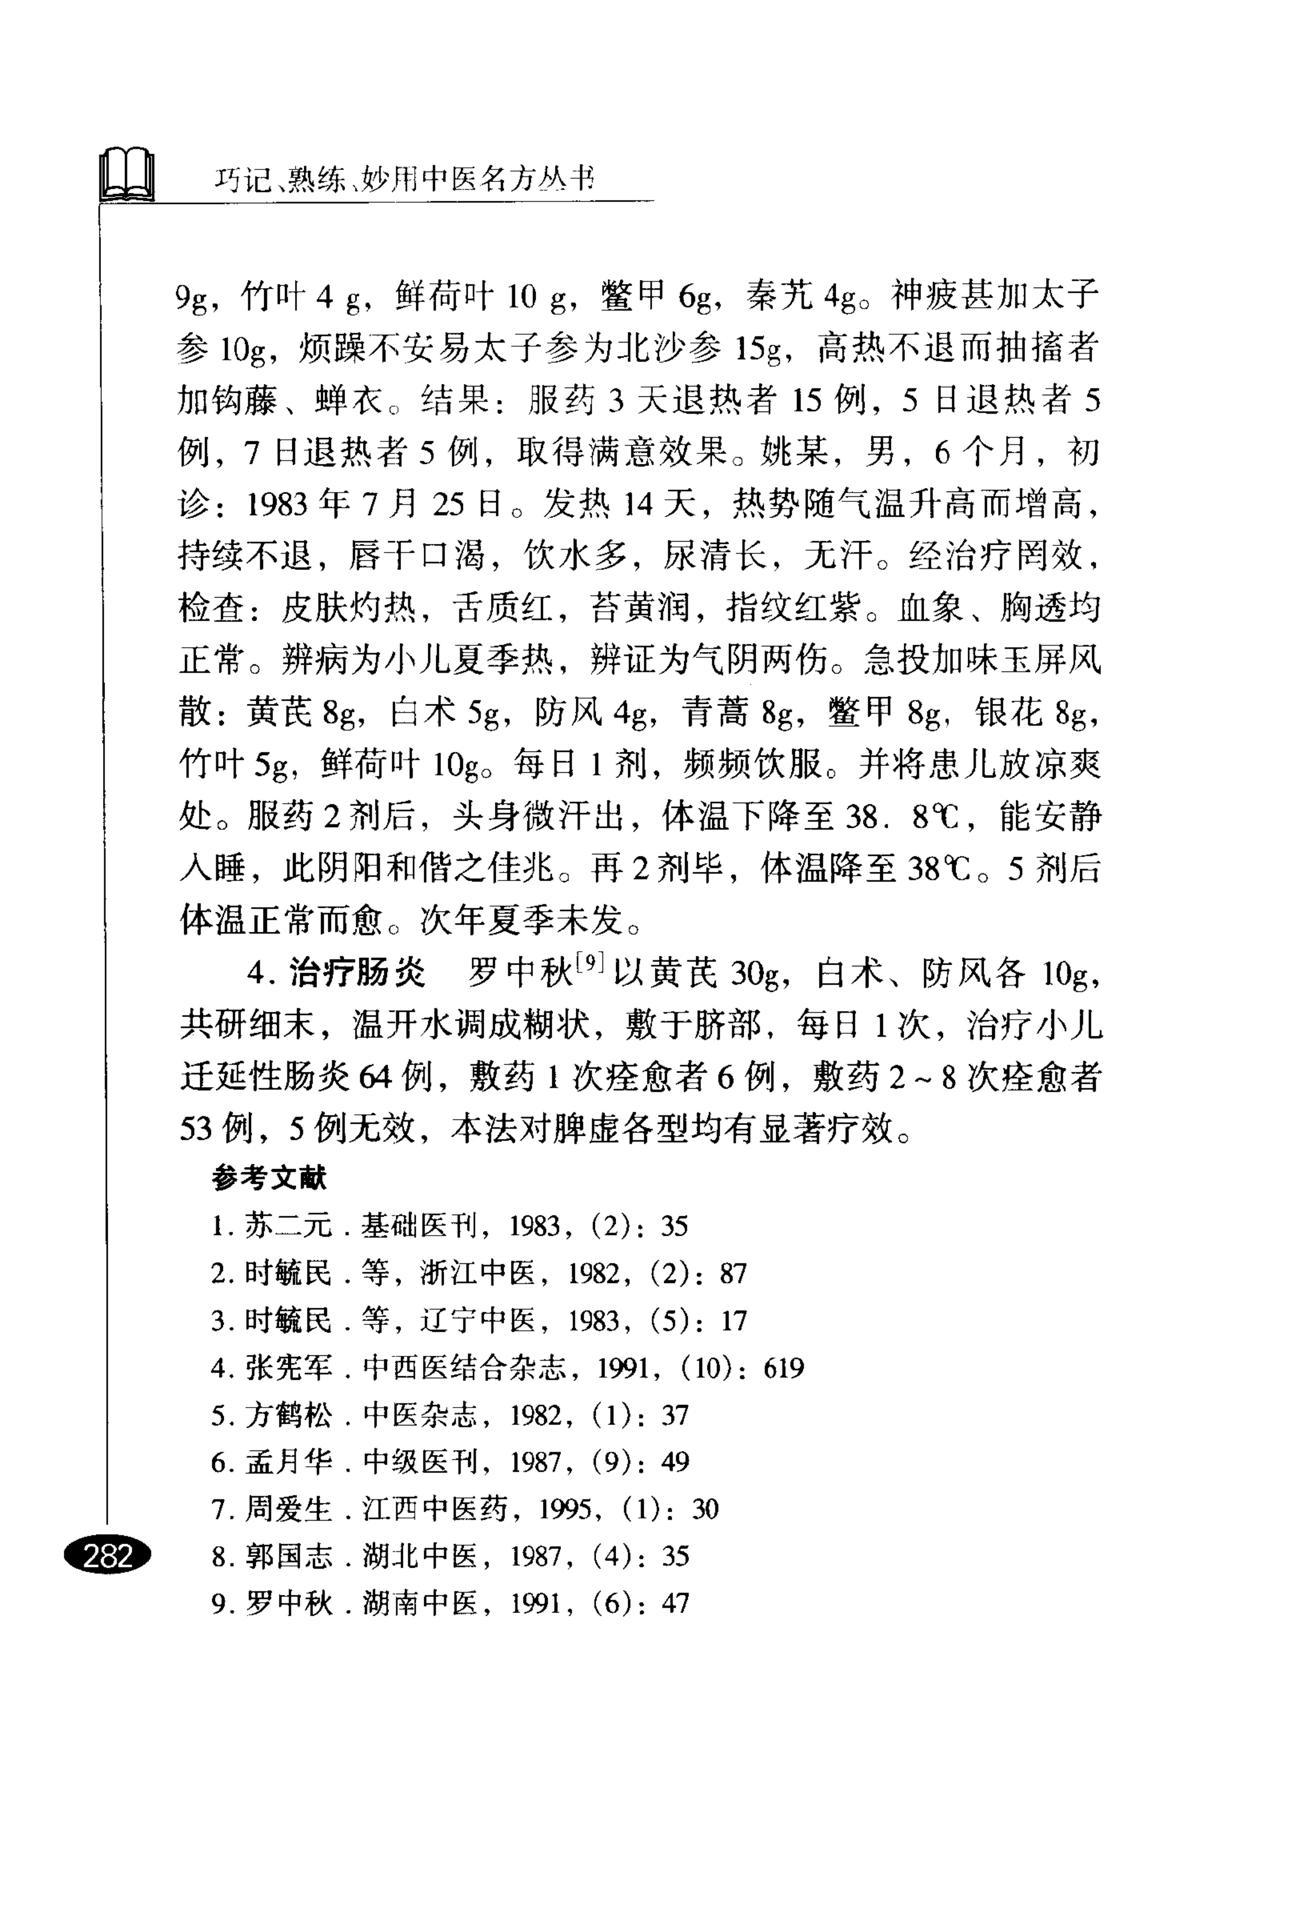 巧记、熟练、妙用中医名方丛书
9g，竹叶 4 g，鲜荷叶 10 g，鳖甲 6g，秦艽 4g。神疲甚加太子
参 10g，烦躁不安易太子参为北沙参 15g，高热不退而抽搐者
加钩藤、蝉衣。结果：服药 3 天退热者 15 例，5 日退热者 5
例，7 日退热者 5 例，取得满意效果。姚某，男，6 个月，初
诊：1983 年 7 月 25 日。发热 14 天，热势随气温升高而增高，
持续不退，唇干口渴，饮水多，尿清长，无汗。经治疗罔效，
检查：皮肤灼热，舌质红，苔黄润，指纹红紫。血象、胸透均
正常。辨病为小儿夏季热，辨证为气阴两伤。急投加味玉屏风
散：黄芪 8g，白术 5g，防风 4g，青蒿 8g，鳖甲 8g，银花 8g，
竹叶 5g，鲜荷叶 10g。每日 1 剂，频频饮服。并将患儿放凉爽
处。服药 2 剂后，头身微汗出，体温下降至 38．8℃，能安静
入睡，此阴阳和偕之佳兆。再 2 剂毕，体温降至 38℃。5 剂后
体温正常而愈。次年夏季未发。
4. 治疗肠炎　罗中秋[9]以黄芪 30g，白术、防风各 10g，
共研细末，温开水调成糊状，敷于脐部，每日 1 次，治疗小儿
迁延性肠炎 64 例，敷药 1 次痊愈者 6 例，敷药 2～8 次痊愈者
53 例，5 例无效，本法对脾虚各型均有显著疗效。
参考文献
1. 苏二元．基础医刊，1983，(2)：35
2. 时毓民．等，浙江中医，1982，(2)：87
3. 时毓民．等，辽宁中医，1983，(5)：17
4. 张宪军．中西医结合杂志，1991，(10)：619
5. 方鹤松．中医杂志，1982，(1)：37
6. 孟月华．中级医刊，1987，(9)：49
7. 周爱生．江西中医药，1995，(1)：30
8. 郭国志．湖北中医，1987，(4)：35
9. 罗中秋．湖南中医，1991，(6)：47
282